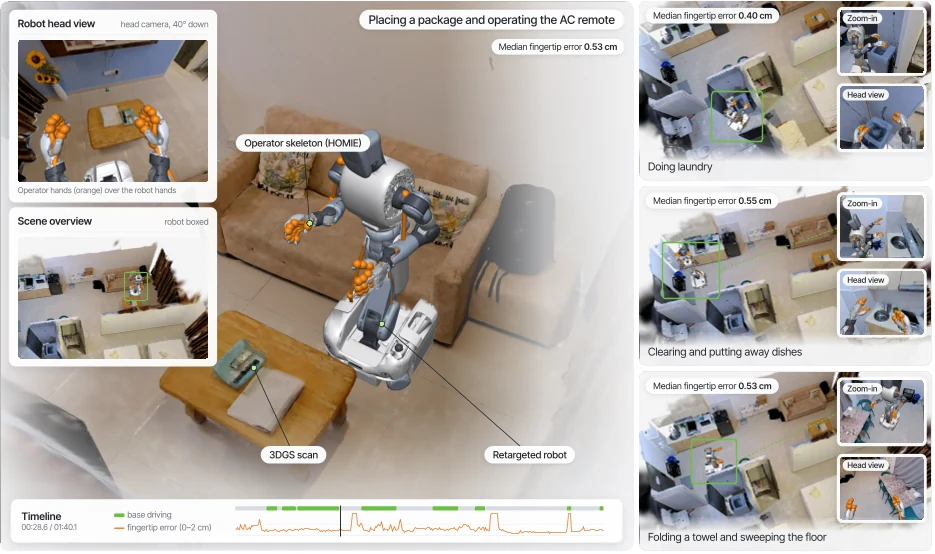 Robot head view
head camera, 40° down
Operator hands (orange) over the robot hands
Scene overview
robot boxed
Placing a package and operating the AC remote
Median fingertip error 0.53 cm
Operator skeleton (HOMIE)
3DGS scan
Retargeted robot
Timeline
00:28.6 / 01:40.1
base driving
fingertip error (0–2 cm)
Median fingertip error 0.40 cm
Zoom-in
Head view
Doing laundry
Median fingertip error 0.55 cm
Zoom-in
Head view
Clearing and putting away dishes
Median fingertip error 0.53 cm
Zoom-in
Head view
Folding a towel and sweeping the floor